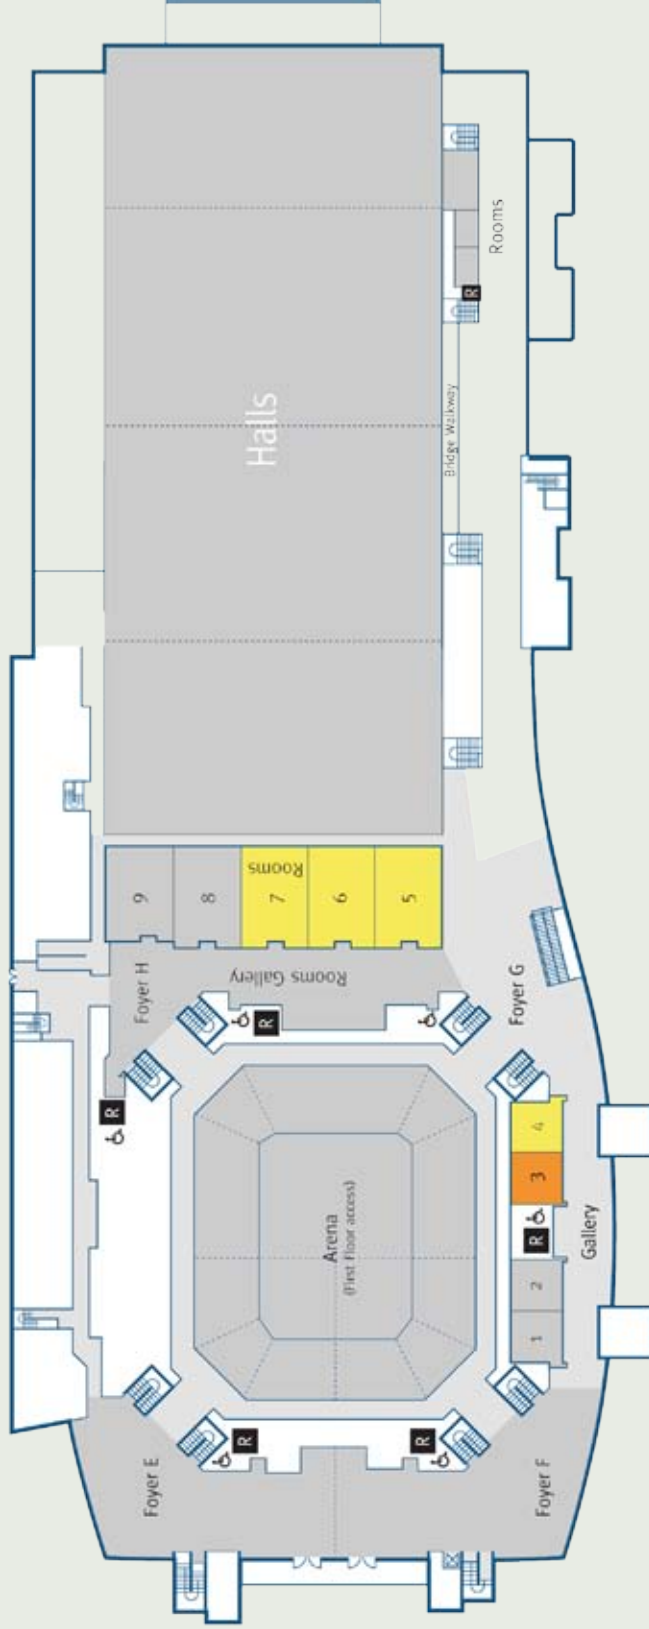 Halls
Rooms
R
Bridge Walkway
9
8
7
6
5
Rooms
Rooms Gallery
Foyer H
Foyer G
R
R
Arena
(First Floor access)
4
3
R
2
1
Gallery
R
R
Foyer E
Foyer F